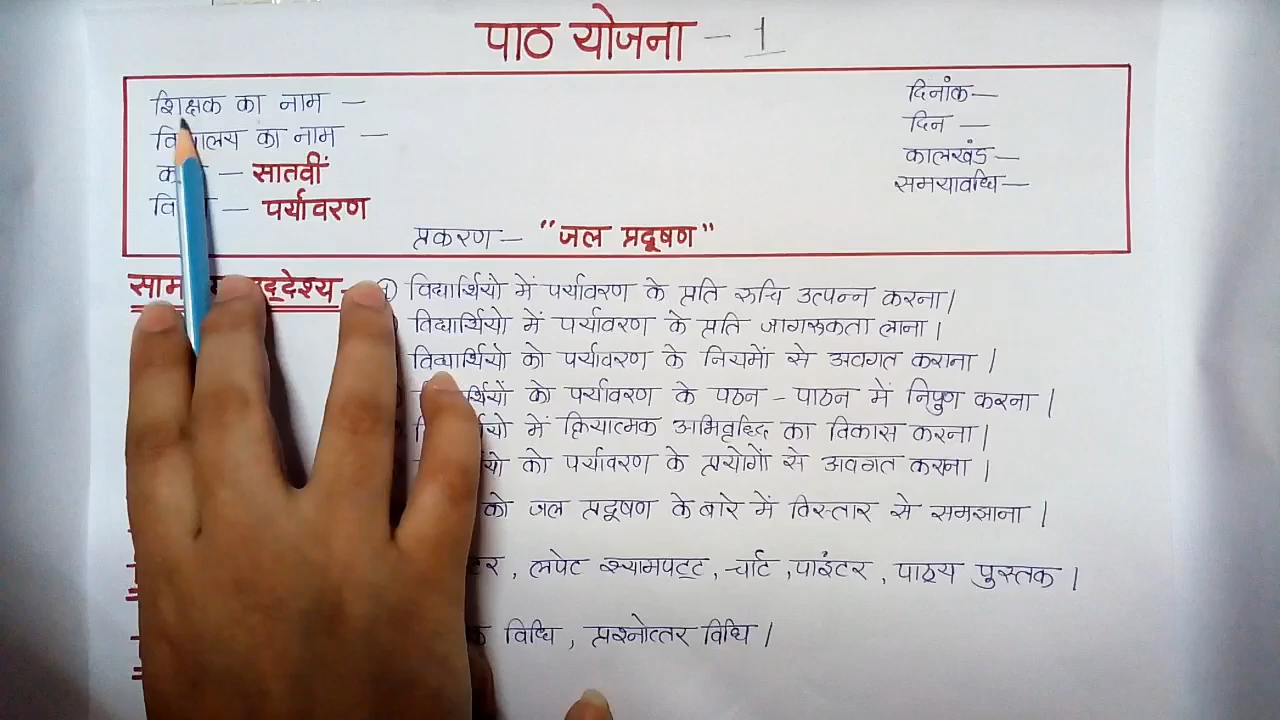 पाठ योजना - 1
शिक्षक का नाम -
का नाम -
- सातवीं
- पर्यावरण
दिनांक-
दिन -
कालखंड-
समयावधि-
प्रकरण- "जल प्रदूषण"
① विद्यार्थियो में पर्यावरण के प्रति रुचि उत्पन्न करना।
विद्यार्थियो में पर्यावरण के प्रति जागरूकता लाना।
विद्यार्थियो को पर्यावरण के नियमों से अवगत कराना।
को पर्यावरण के पठन-पाठन में निपुण करना।
में क्रियात्मक अभिवृद्धि का विकास करना।
को पर्यावरण के प्रयोगों से अवगत करना।
को जल प्रदूषण के बारे में विस्तार से समझाना।
, लपेट श्यामपट्ट, चार्ट, पाइंटर, पाठ्य पुस्तक।
विधि, प्रश्नोत्तर विधि।